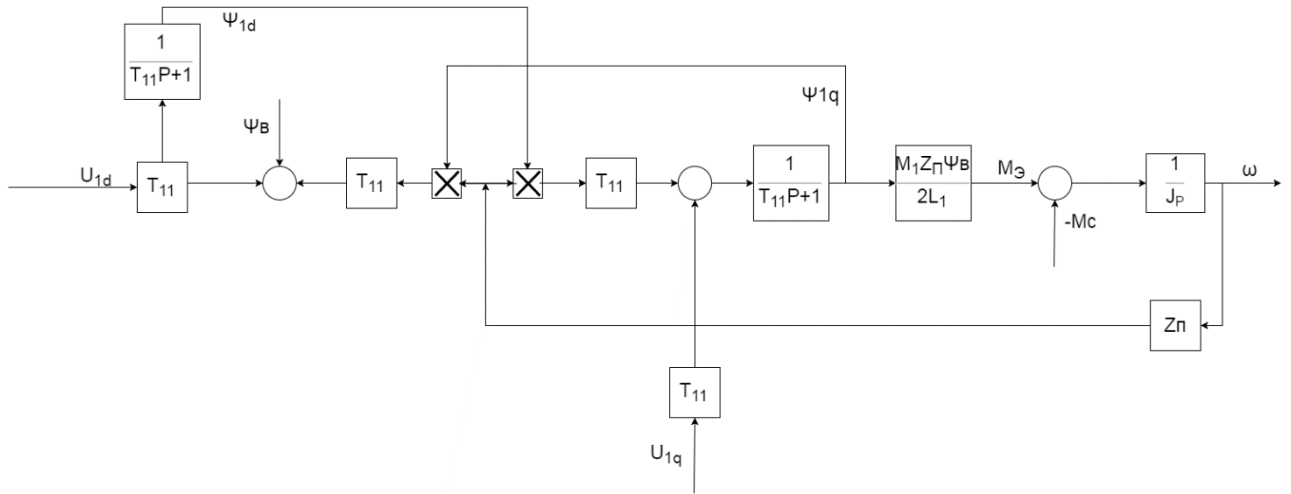 Ψ₁d
1
T₁₁P+1
Ψ1q
Ψв
U₁d
T₁₁
T₁₁
T₁₁
1
T₁₁P+1
M₁ZпΨв
2L₁
Mэ
-Mc
1
Jₚ
ω
Zп
T₁₁
U₁q